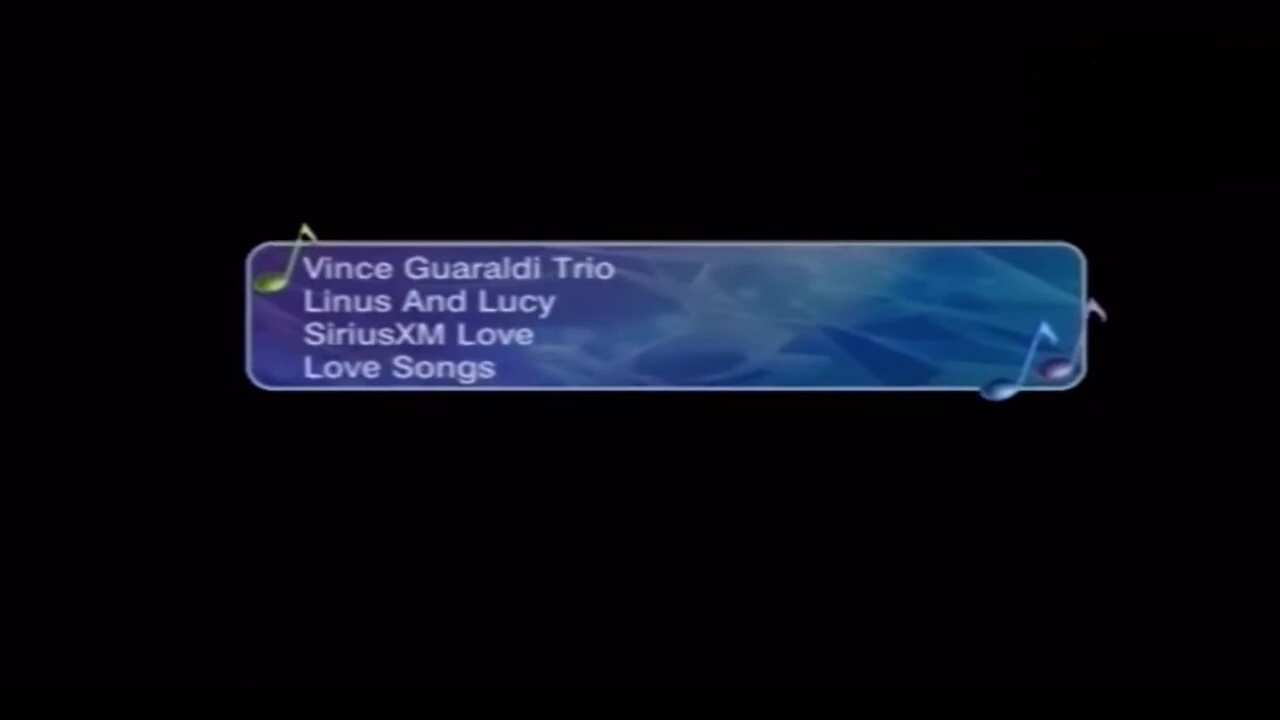 Vince Guaraldi Trio
Linus And Lucy
SiriusXM Love
Love Songs